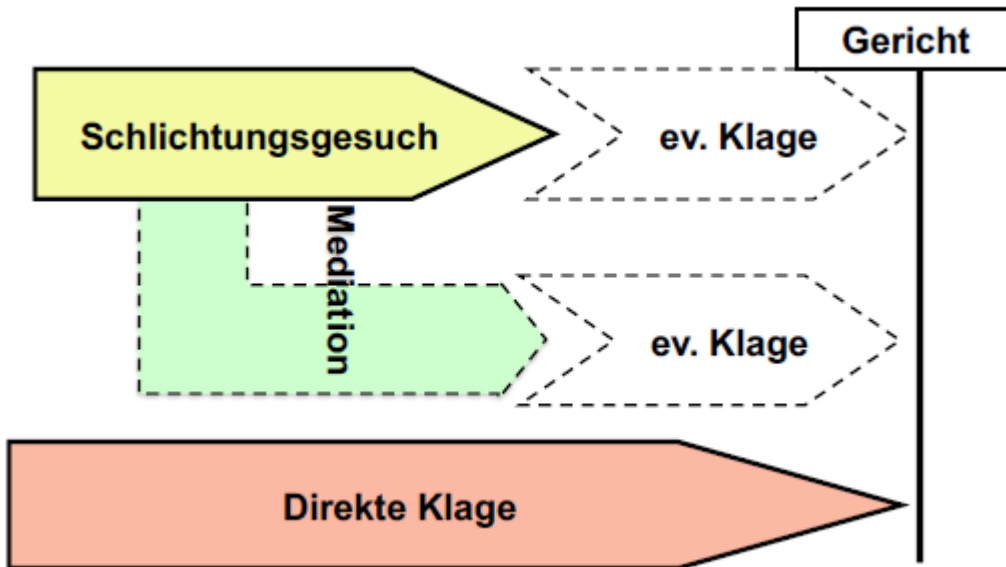 Gericht
Schlichtungsgesuch
ev. Klage
Mediation
ev. Klage
Direkte Klage